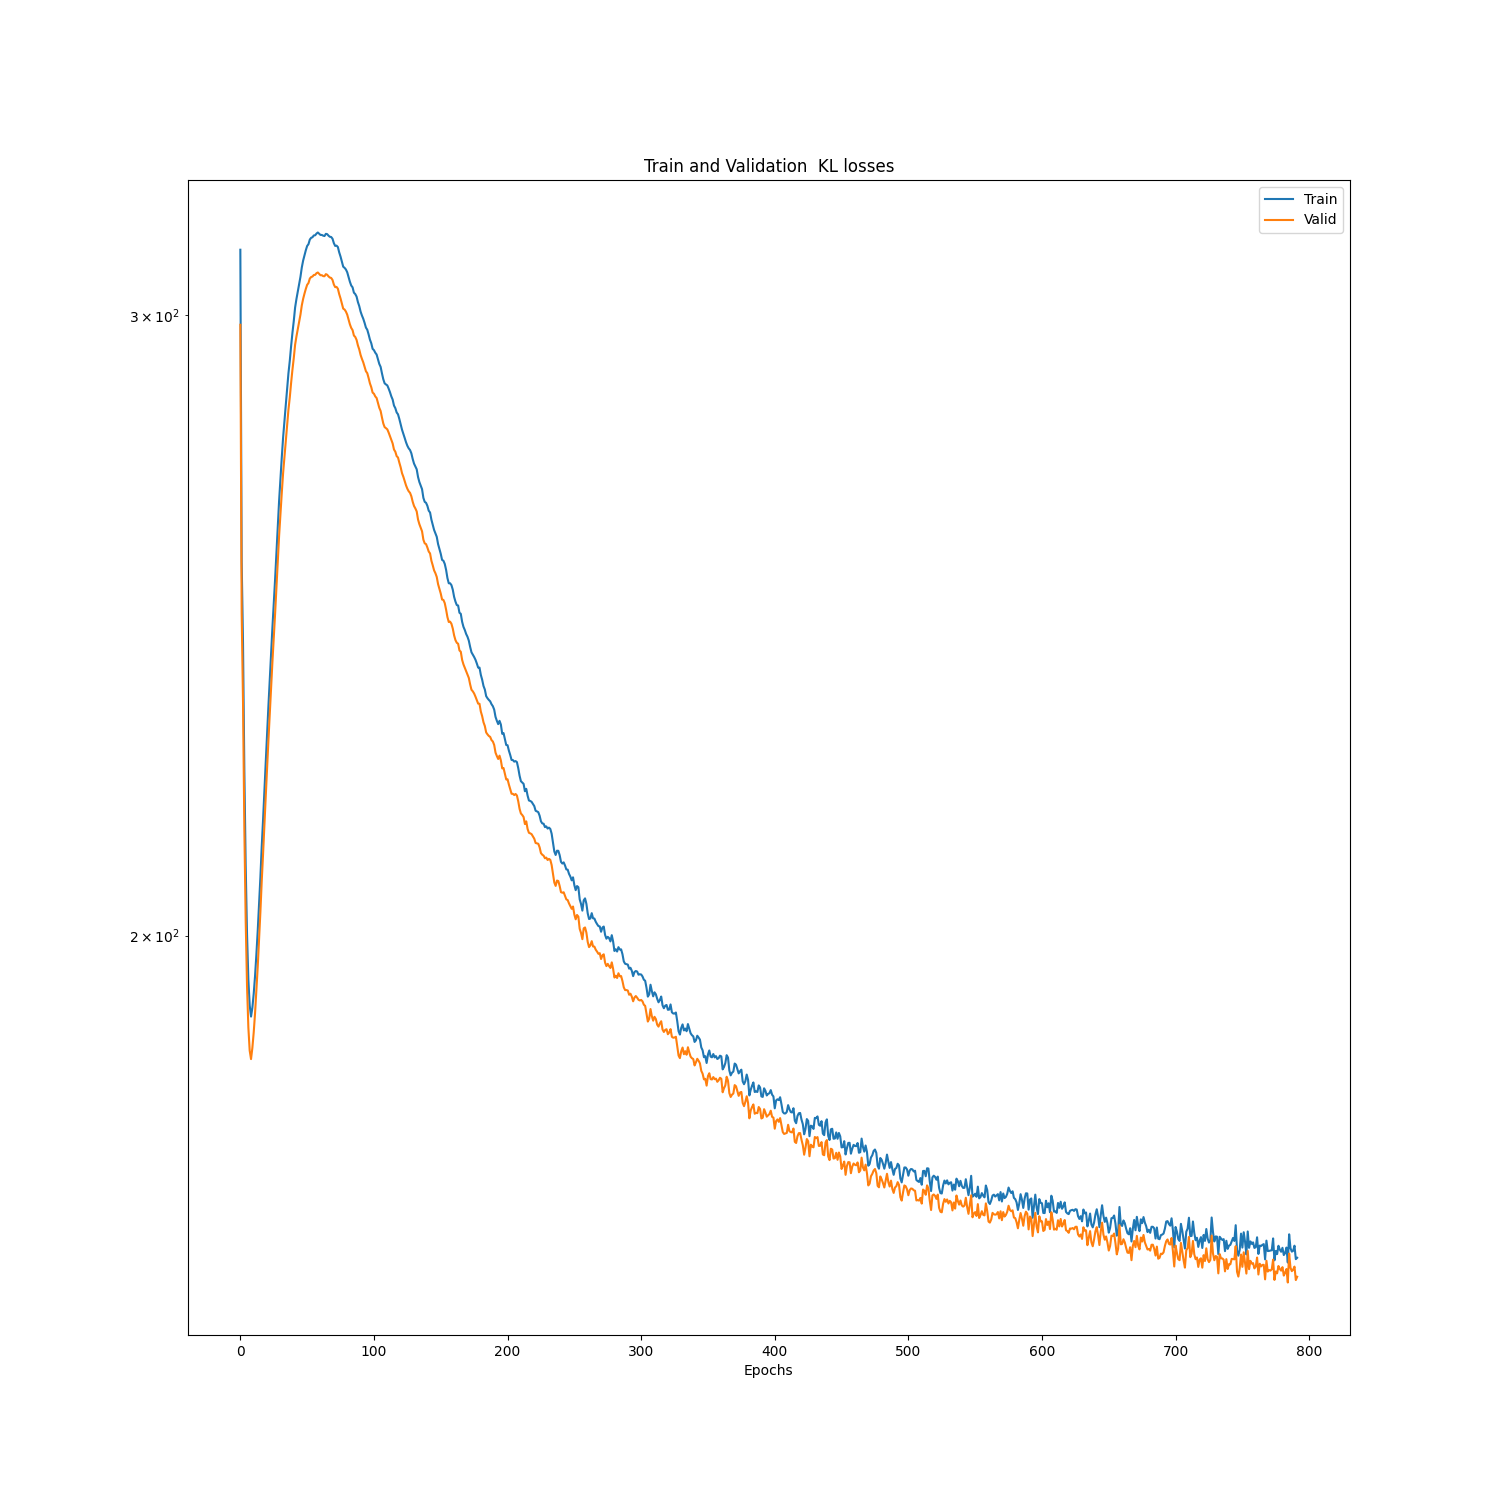 Train and Validation  KL losses
Train
Valid
3 × 10²
2 × 10²
0 100 200 300 400 500 600 700 800
Epochs